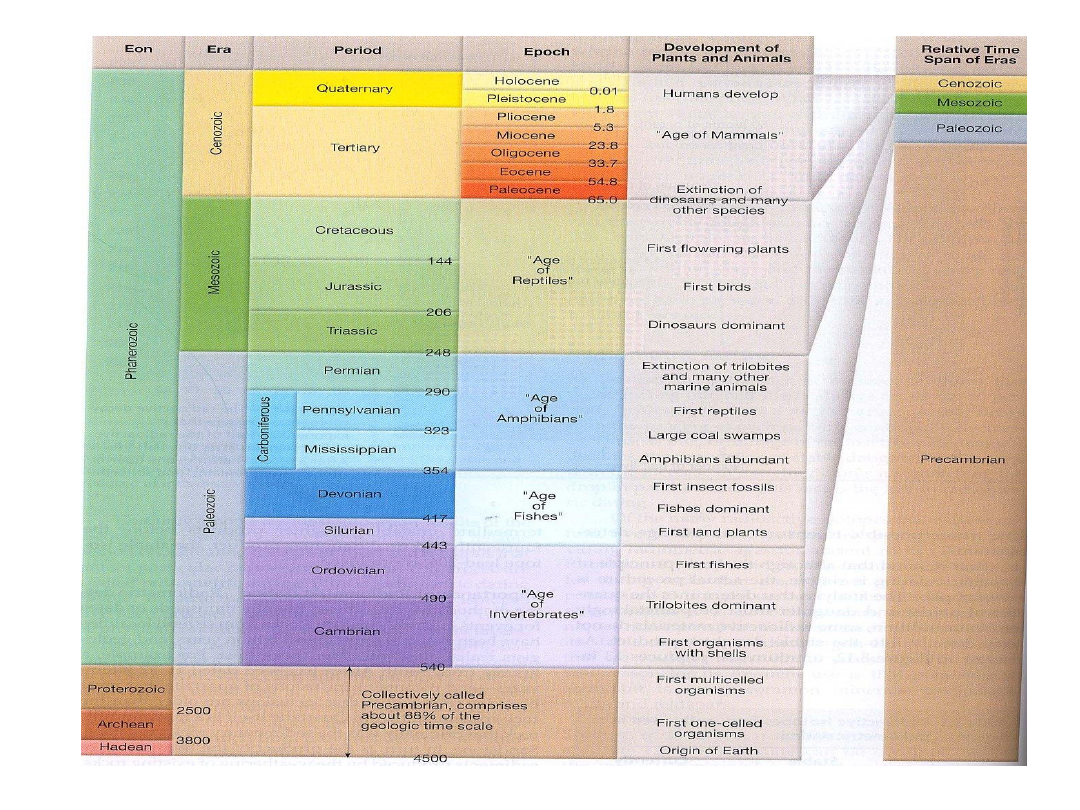 Eon
Era
Period
Epoch
Development of
Plants and Animals
Relative Time
Span of Eras
Phanerozoic
Cenozoic
Quaternary
Tertiary
Holocene
0.01
Pleistocene
1.8
Pliocene
5.3
Miocene
23.8
Oligocene
33.7
Eocene
54.8
Paleocene
65.0
Humans develop
"Age of Mammals"
Extinction of
dinosaurs and many
other species
Mesozoic
Cretaceous
144
Jurassic
206
Triassic
248
"Age
of
Reptiles"
First flowering plants
First birds
Dinosaurs dominant
Paleozoic
Permian
290
Carboniferous
Pennsylvanian
323
Mississippian
354
"Age
of
Amphibians"
Extinction of trilobites
and many other
marine animals
First reptiles
Large coal swamps
Amphibians abundant
Devonian
417
Silurian
443
"Age
of
Fishes"
First insect fossils
Fishes dominant
First land plants
Ordovician
490
Cambrian
540
"Age
of
Invertebrates"
First fishes
Trilobites dominant
First organisms
with shells
Proterozoic
2500
Archean
3800
Hadean
4500
Collectively called
Precambrian, comprises
about 88% of the
geologic time scale
First multicelled
organisms
First one-celled
organisms
Origin of Earth
Cenozoic
Mesozoic
Paleozoic
Precambrian